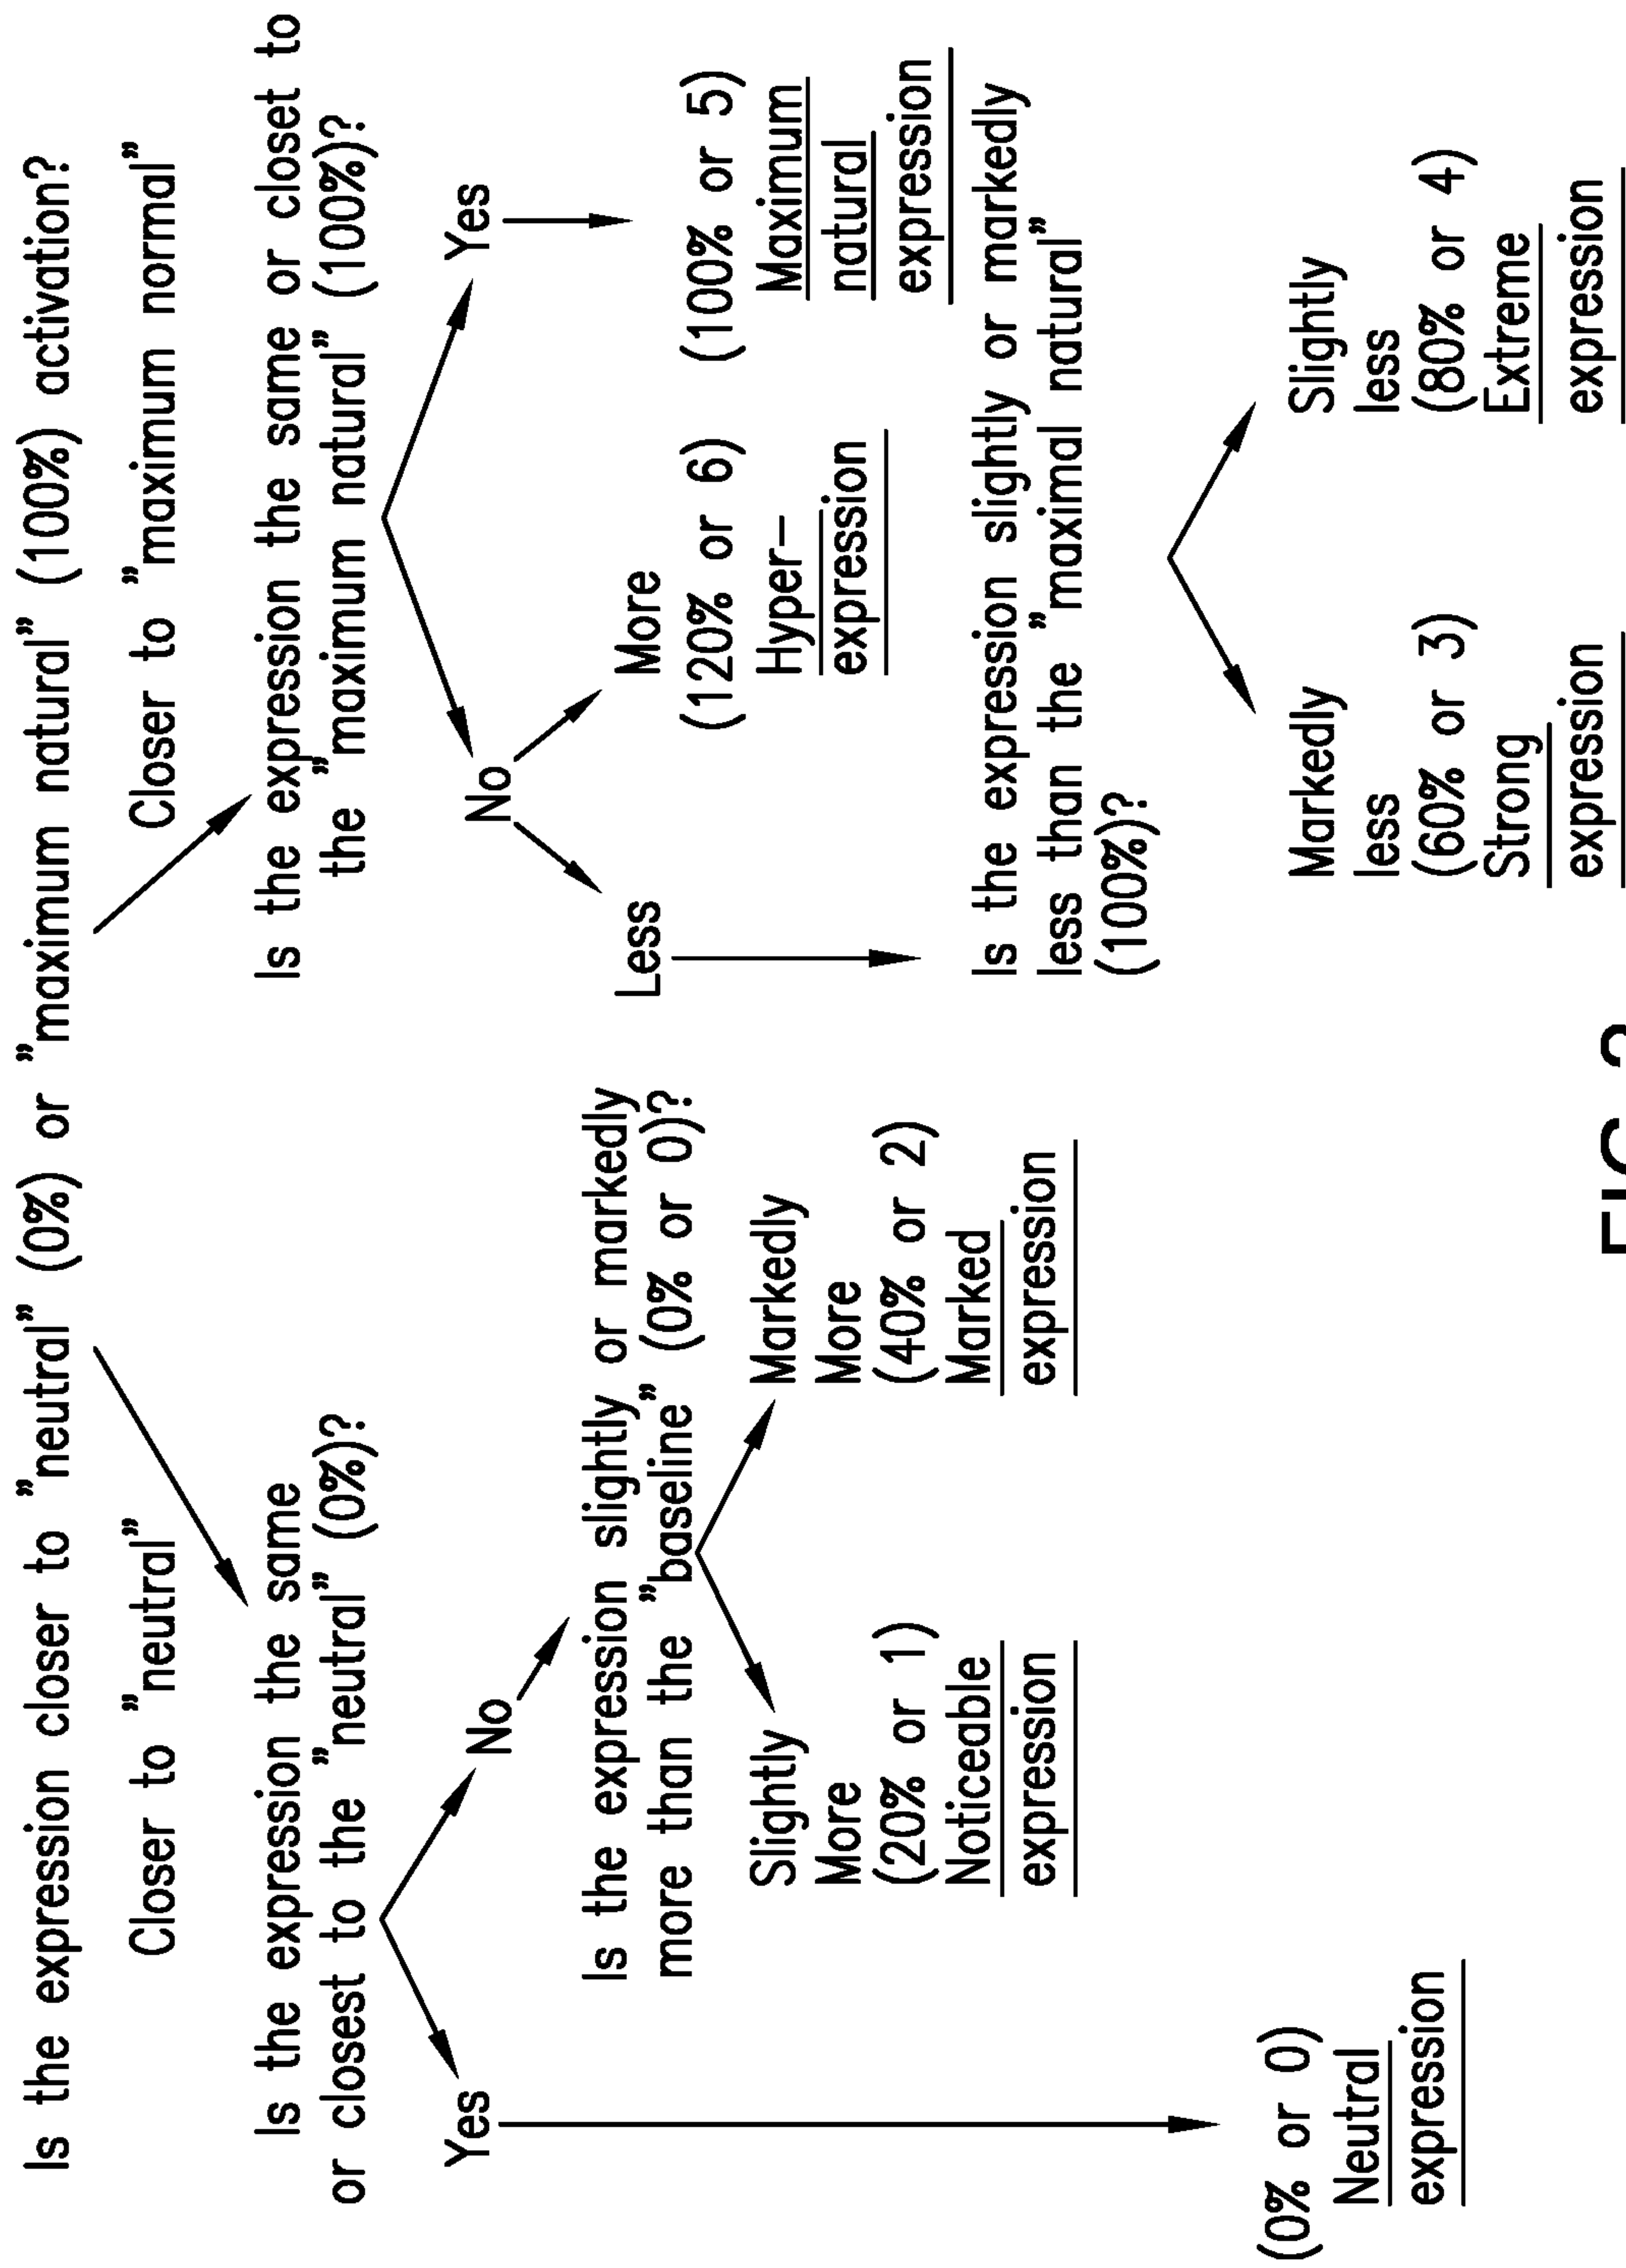 Is the expression closer to "neutral" (0%) or "maximum natural" (100%) activation?
Closer to "neutral"
Closer to "maximum normal"
Is the expression the same
or closest to the "neutral" (0%)?
Yes
No
Is the expression slightly or markedly
more than the "baseline" (0% or 0)?
Slightly
More
(20% or 1)
Noticeable
expression
Markedly
More
(40% or 2)
Marked
expression
(0% or 0)
Neutral
expression
Is the expression the same or closet to
the "maximum natural" (100%)?
No
Yes
Less
More
(120% or 6)
Hyper-
expression
(100% or 5)
Maximum
natural
expression
Is the expression slightly or markedly
less than the "maximal natural"
(100%)?
Markedly
less
(60% or 3)
Strong
expression
Slightly
less
(80% or 4)
Extreme
expression